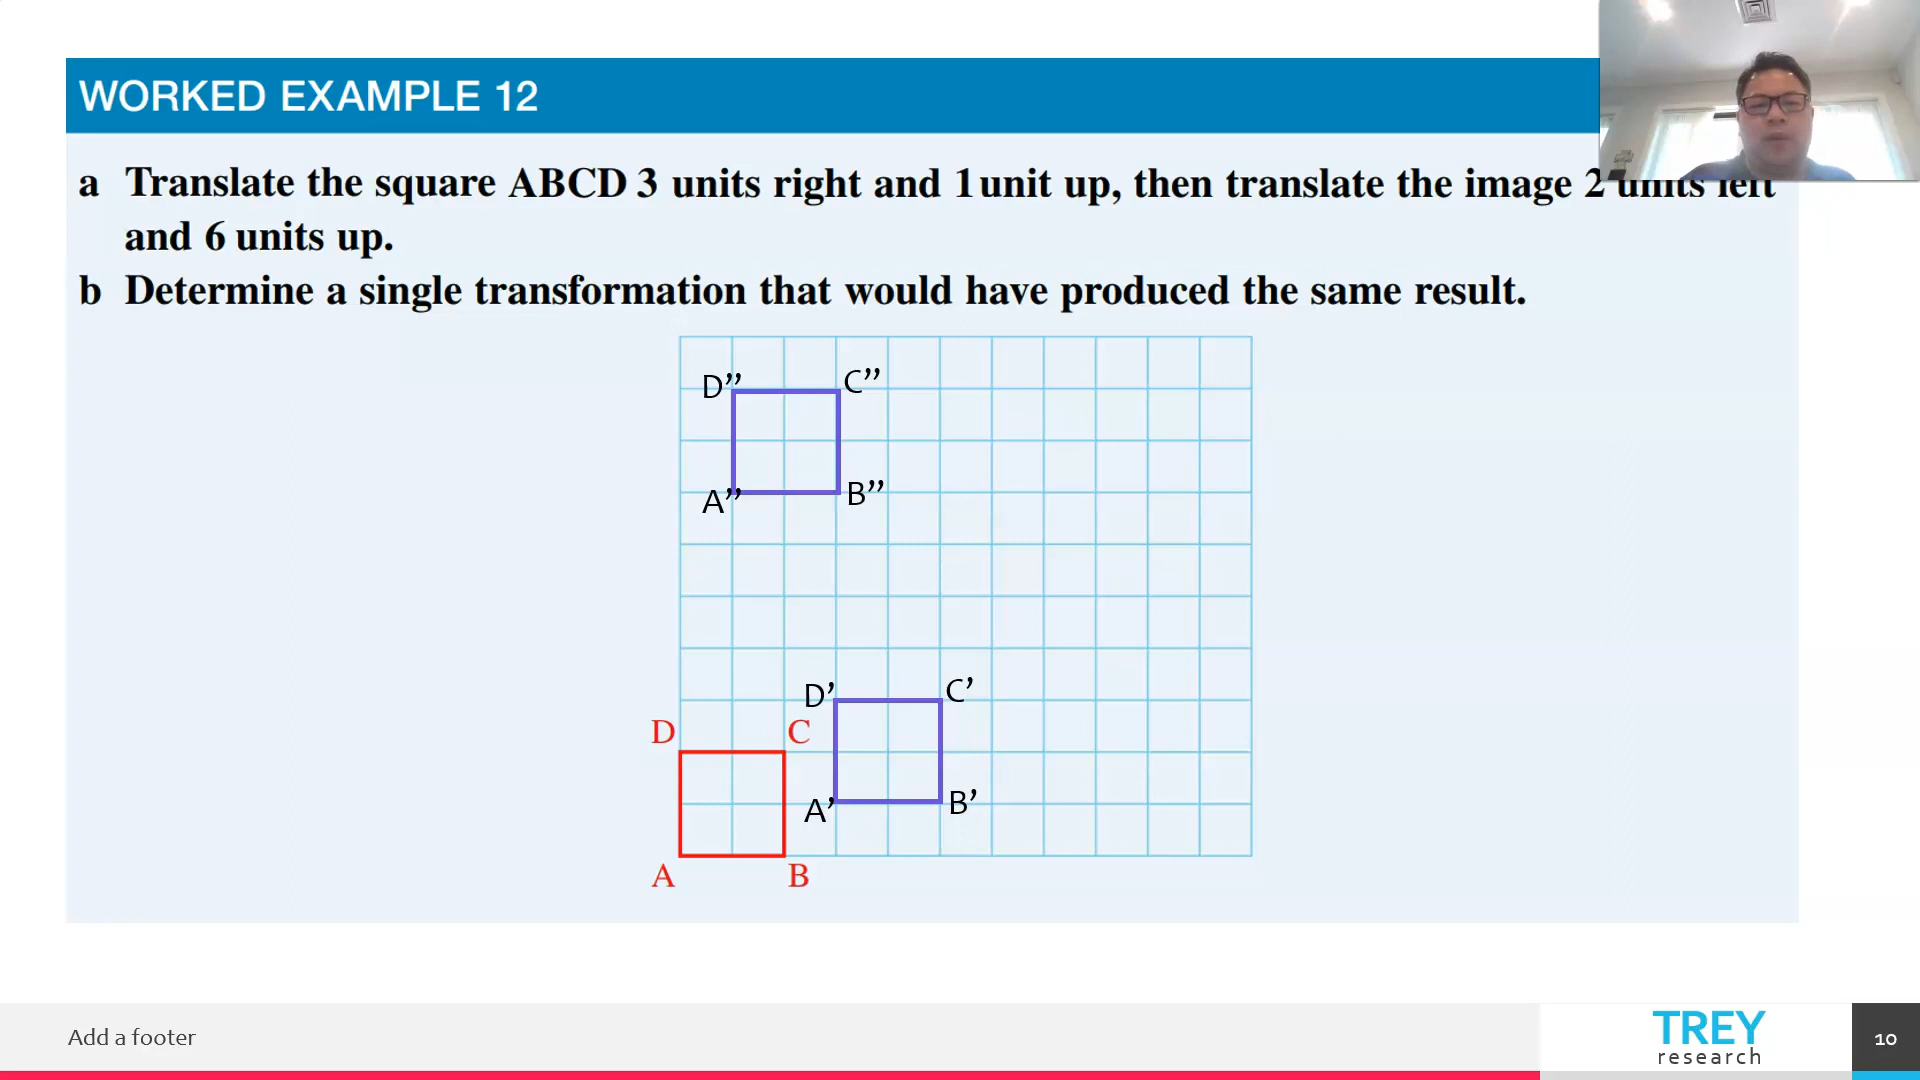 WORKED EXAMPLE 12
a Translate the square ABCD 3 units right and 1 unit up, then translate the image 2 units left
and 6 units up.
b Determine a single transformation that would have produced the same result.
D” C”
A” B”
D’ C’
D C
A’ B’
A B
Add a footer
TREY
research
10